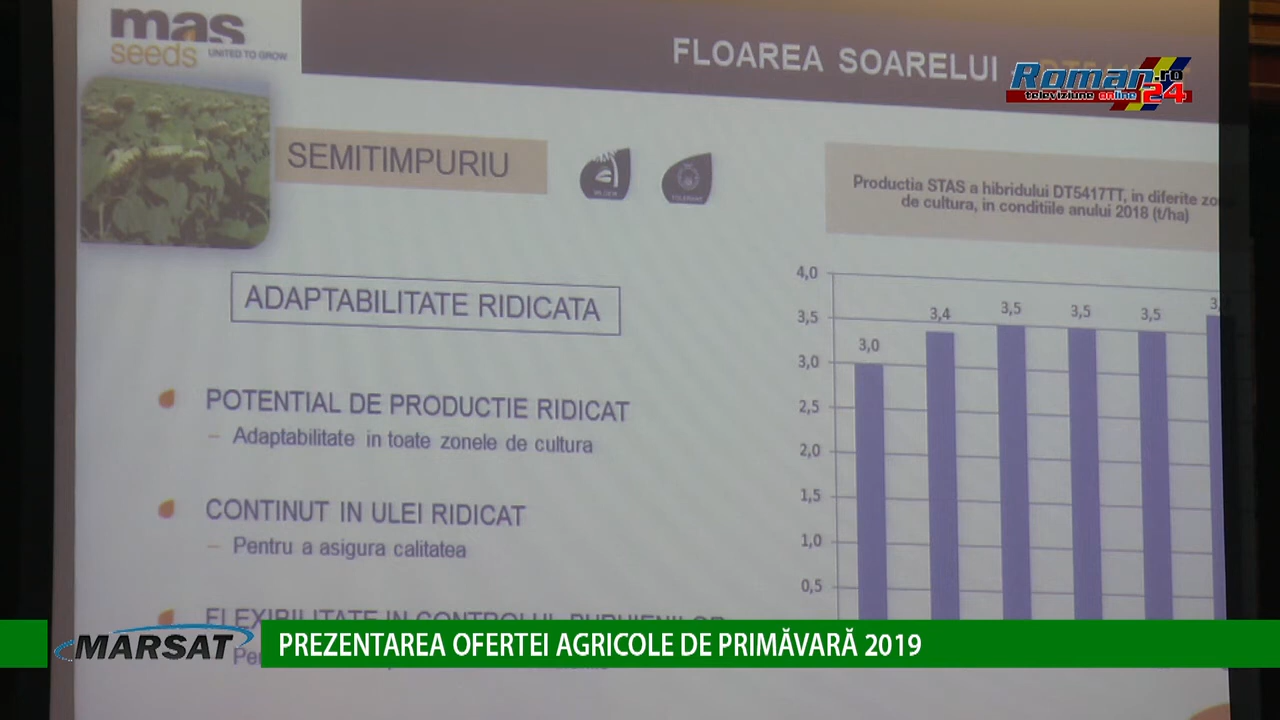 mas
seeds UNITED TO GROW
FLOAREA SOARELUI
Roman.ro
televiziune online 24
SEMITIMPURIU
Productia STAS a hibridului DT5417TT, in diferite
de cultura, in conditiile anului 2018 (t/ha)
ADAPTABILITATE RIDICATA
4,0
3,5
3,0
2,5
2,0
1,5
1,0
0,5
3,0
3,4
3,5
3,5
3,5
POTENTIAL DE PRODUCTIE RIDICAT
– Adaptabilitate in toate zonele de cultura
CONTINUT IN ULEI RIDICAT
– Pentru a asigura calitatea
FLEXIBILITATE IN CONTROLUL BURUIENILOR
MARSAT
PREZENTAREA OFERTEI AGRICOLE DE PRIMĂVARĂ 2019